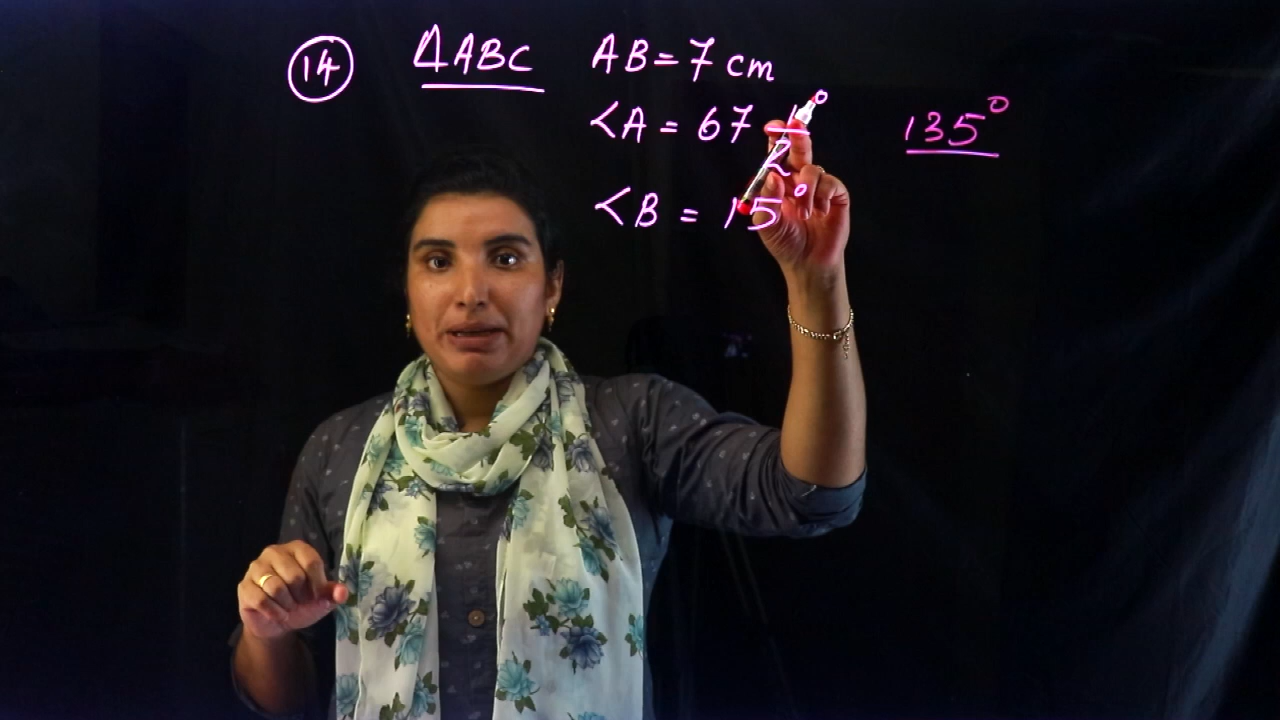 14 ΔABC AB = 7 cm
<A = 67 1/2° 135°
<B = 15°